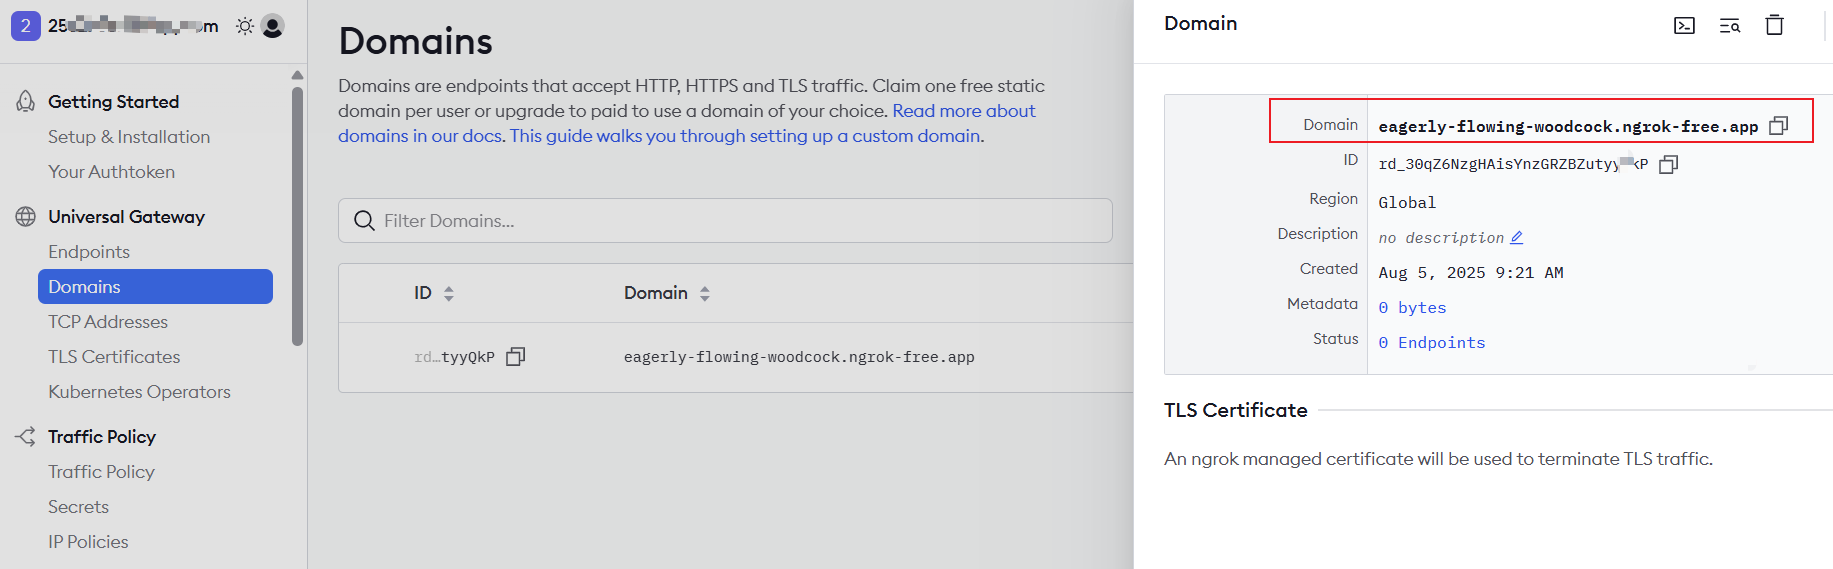 2
Getting Started
Setup & Installation
Your Authtoken
Universal Gateway
Endpoints
Domains
TCP Addresses
TLS Certificates
Kubernetes Operators
Traffic Policy
Traffic Policy
Secrets
IP Policies
Domains
Domains are endpoints that accept HTTP, HTTPS and TLS traffic. Claim one free static
domain per user or upgrade to paid to use a domain of your choice. Read more about
domains in our docs. This guide walks you through setting up a custom domain.
Filter Domains...
ID Domain
rd…tyyQkP eagerly-flowing-woodcock.ngrok-free.app
Domain
Domain eagerly-flowing-woodcock.ngrok-free.app
ID
Region Global
Description no description
Created Aug 5, 2025 9:21 AM
Metadata 0 bytes
Status 0 Endpoints
TLS Certificate
An ngrok managed certificate will be used to terminate TLS traffic.